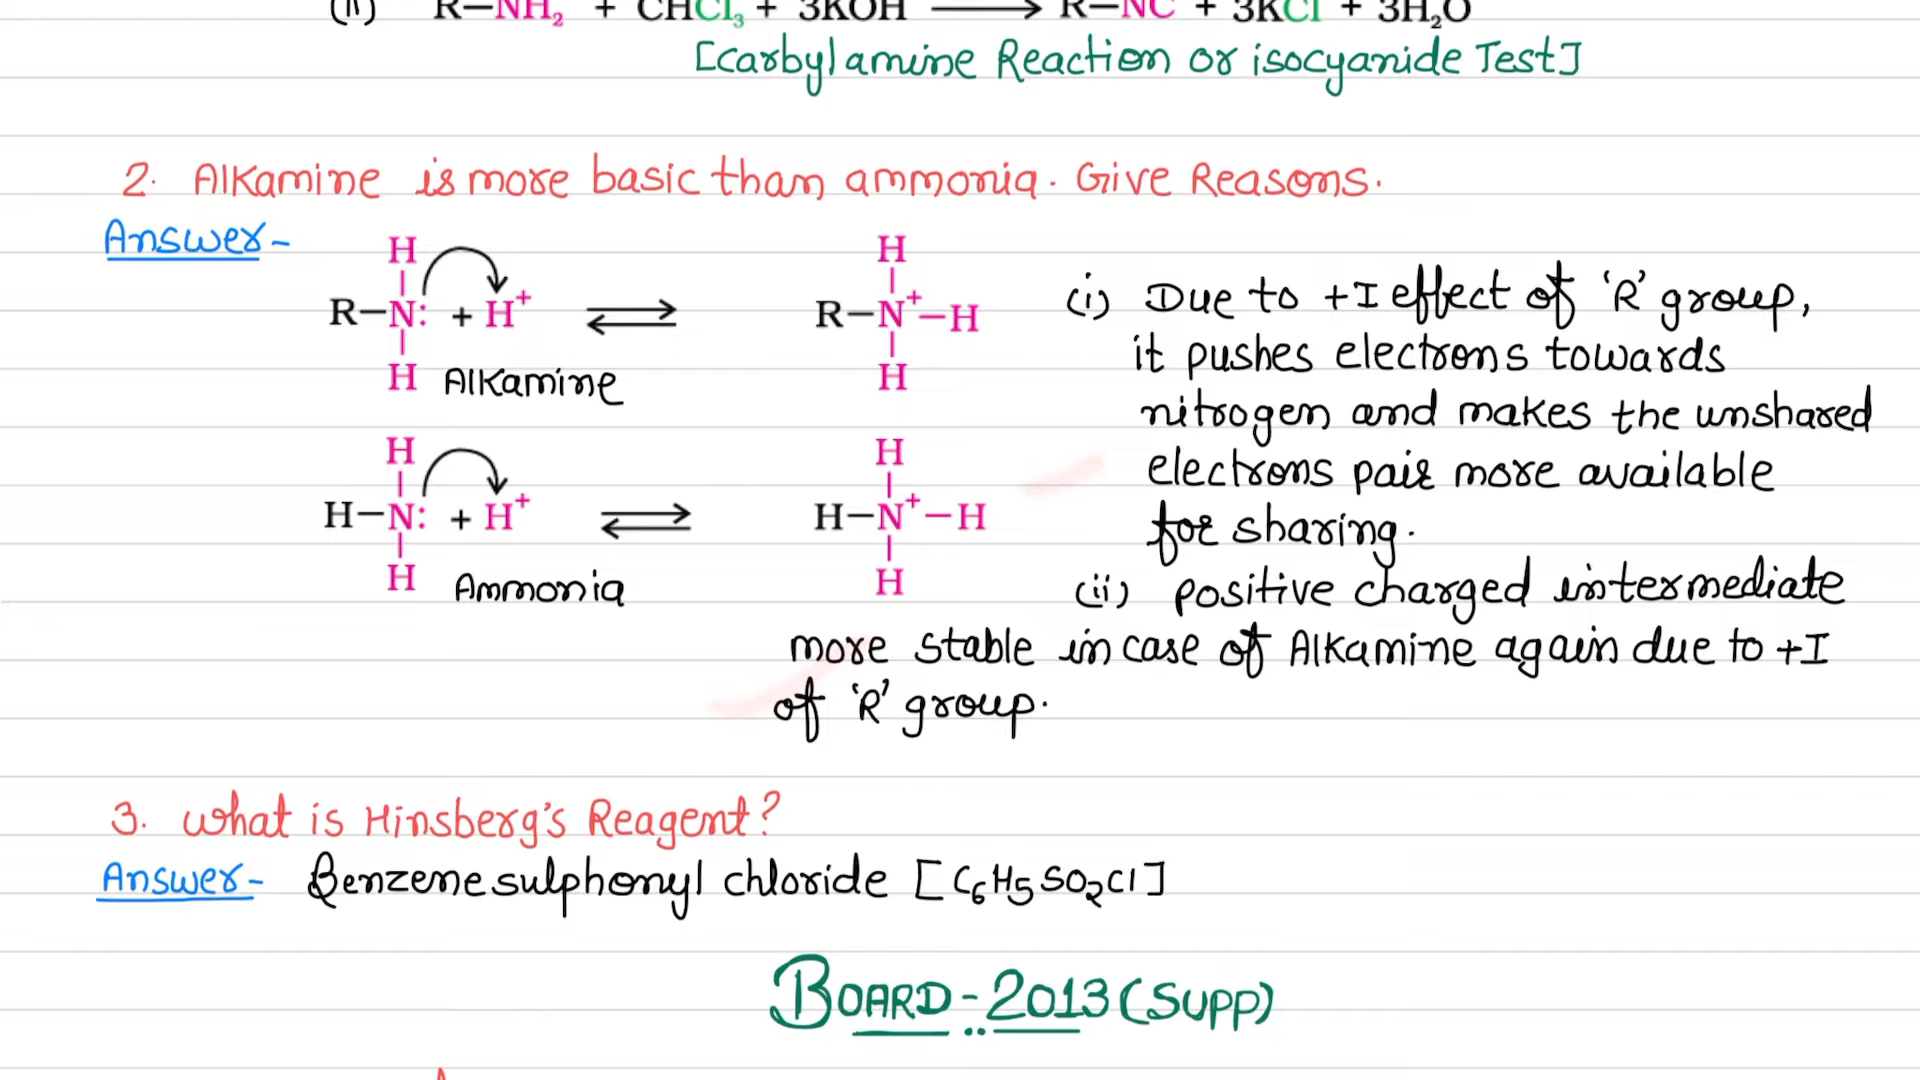 (ii) R—NH₂ + CHCl₃ + 3KOH ⟶ R—NC + 3KCl + 3H₂O
[Carbylamine Reaction or isocyanide Test]
2. Alkamine is more basic than ammonia. Give Reasons.
Answer-
H
R—N: + H⁺ ⇌
H Alkamine
H
R—N⁺—H
H
H
H—N: + H⁺ ⇌
H Ammonia
H
H—N⁺—H
H
(i) Due to +I effect of 'R' group,
it pushes electrons towards
nitrogen and makes the unshared
electrons pair more available
for sharing.
(ii) positive charged intermediate
more stable in case of Alkamine again due to +I
of 'R' group.
3. What is Hinsberg's Reagent?
Answer- Benzenesulphonyl chloride [C₆H₅SO₂Cl]
BOARD-2013(SUPP)